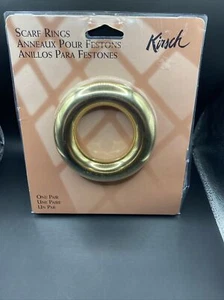 SCARF RINGS
ANNEAUX POUR FESTONS
ANILLOS PARA FESTONES
Kirsch
ONE PAIR
UNE PAIRE
UN PAR